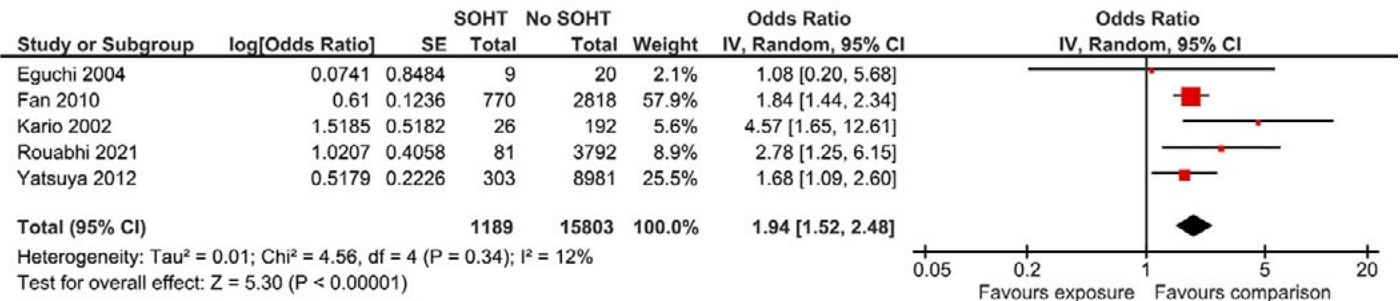 SOHT No SOHT Odds Ratio Odds Ratio
Study or Subgroup log[Odds Ratio] SE Total Total Weight IV, Random, 95% CI IV, Random, 95% CI
Eguchi 2004 0.0741 0.8484 9 20 2.1% 1.08 [0.20, 5.68]
Fan 2010 0.61 0.1236 770 2818 57.9% 1.84 [1.44, 2.34]
Kario 2002 1.5185 0.5182 26 192 5.6% 4.57 [1.65, 12.61]
Rouabhi 2021 1.0207 0.4058 81 3792 8.9% 2.78 [1.25, 6.15]
Yatsuya 2012 0.5179 0.2226 303 8981 25.5% 1.68 [1.09, 2.60]
Total (95% CI) 1189 15803 100.0% 1.94 [1.52, 2.48]
Heterogeneity: Tau² = 0.01; Chi² = 4.56, df = 4 (P = 0.34); I² = 12%
Test for overall effect: Z = 5.30 (P < 0.00001)
0.05 0.2 1 5 20
Favours exposure Favours comparison